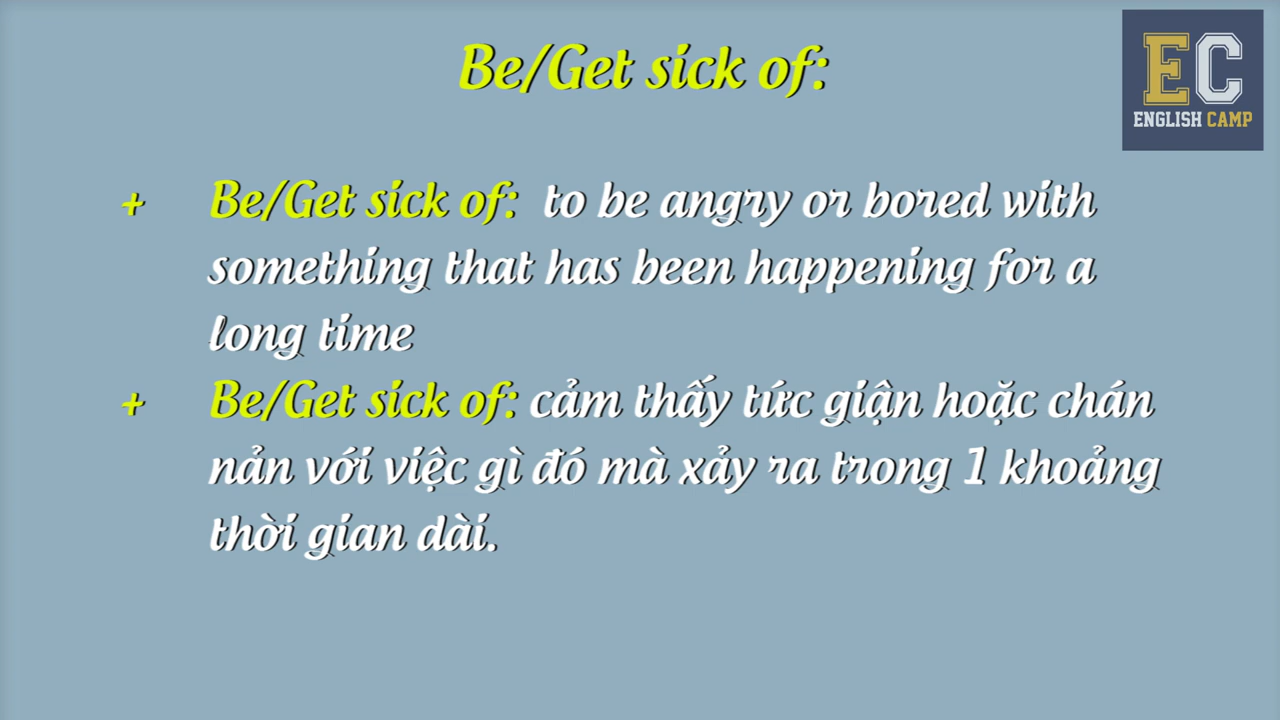 Be/Get sick of:
EC
ENGLISH CAMP
+ Be/Get sick of: to be angry or bored with
something that has been happening for a
long time
+ Be/Get sick of: cảm thấy tức giận hoặc chán
nản với việc gì đó mà xảy ra trong 1 khoảng
thời gian dài.